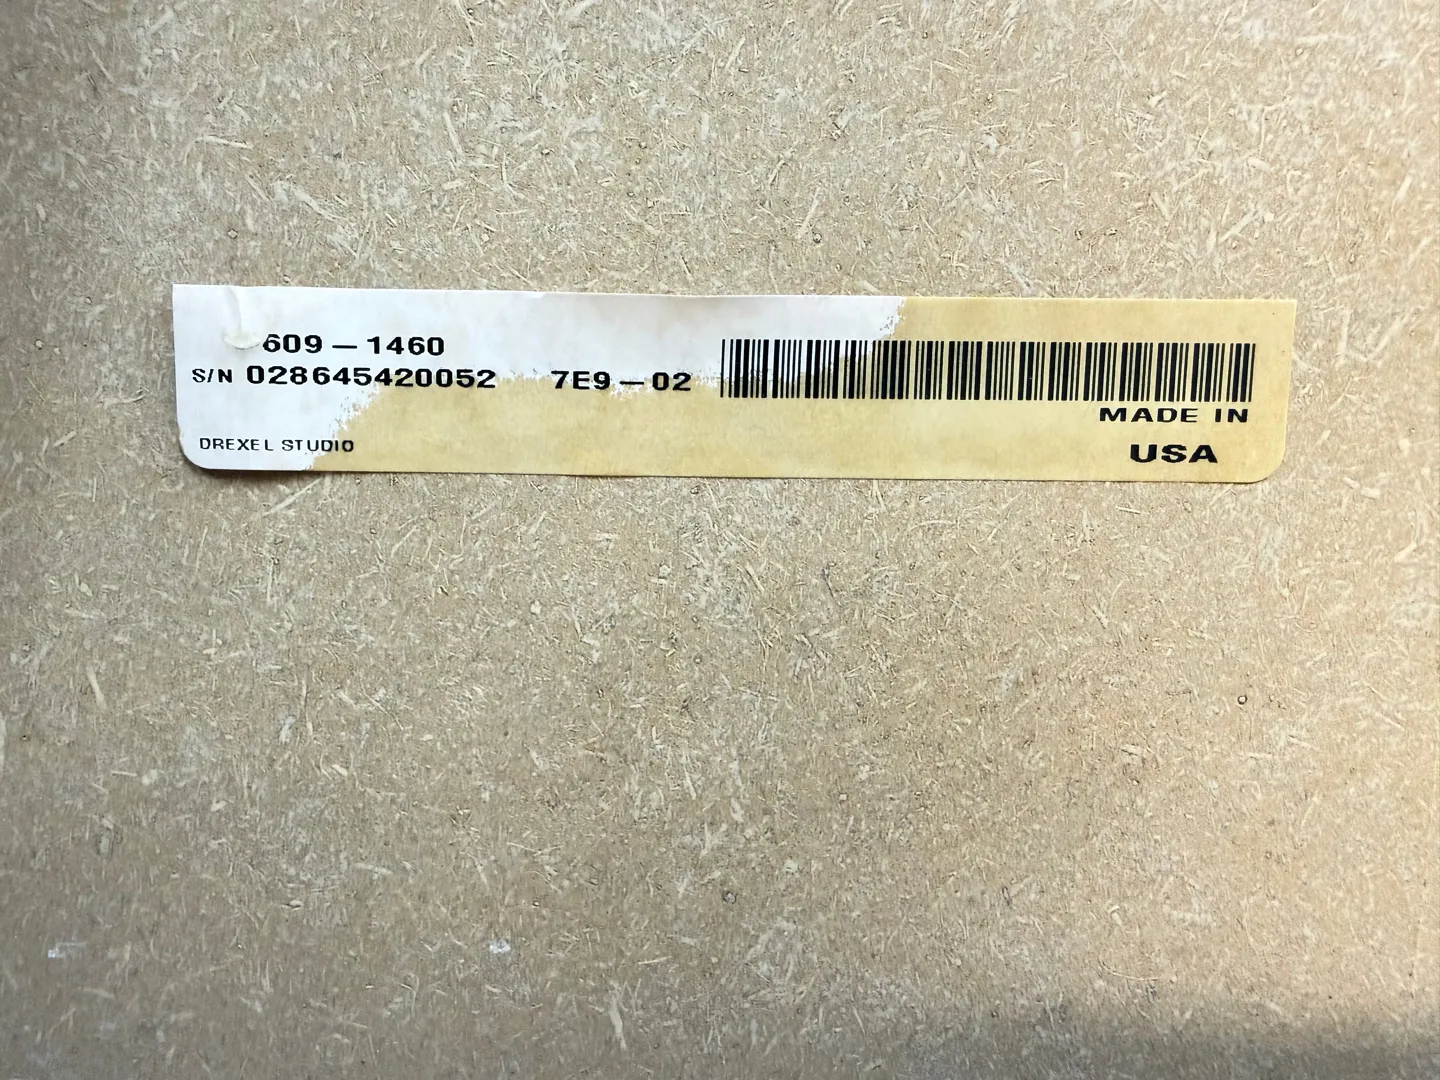 609-1460
S/N 028645420052 7E9-02
MADE IN
DREXEL STUDIO
USA